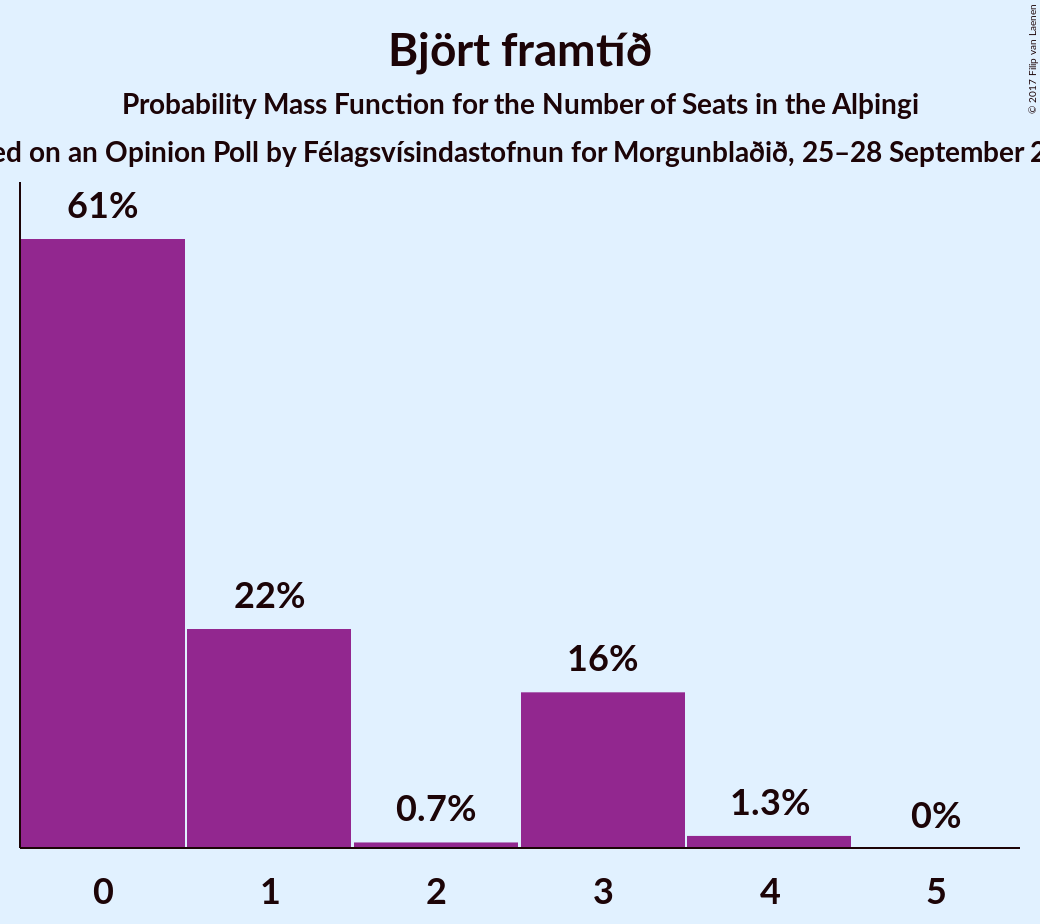 Björt framtíð
Probability Mass Function for the Number of Seats in the Alþingi
on an Opinion Poll by Félagsvísindastofnun for Morgunblaðið, 25–28 September
© 2017 Filip van Laenen
61%
22%
0.7%
16%
1.3%
0%
0 1 2 3 4 5